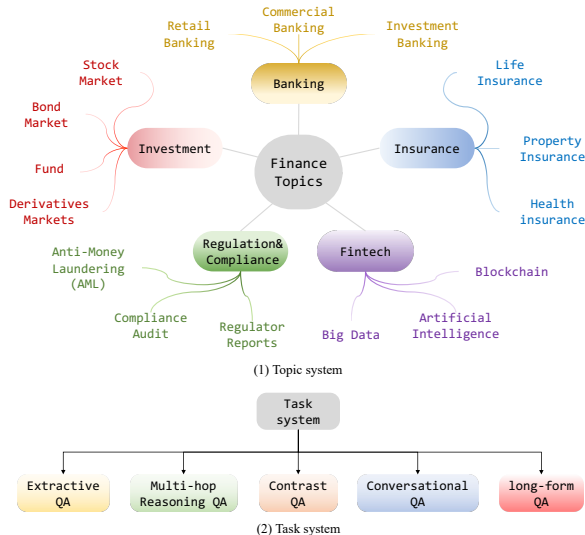 Commercial
Banking
Retail
Banking
Investment
Banking
Stock
Market
Banking
Life
Insurance
Bond
Market
Investment
Finance
Topics
Insurance
Property
Insurance
Fund
Derivatives
Markets
Health
insurance
Regulation&
Compliance
Fintech
Anti-Money
Laundering
(AML)
Blockchain
Compliance
Audit
Regulator
Reports
Big Data
Artificial
Intelligence
(1) Topic system
Task
system
Extractive
QA
Multi-hop
Reasoning QA
Contrast
QA
Conversational
QA
long-form
QA
(2) Task system